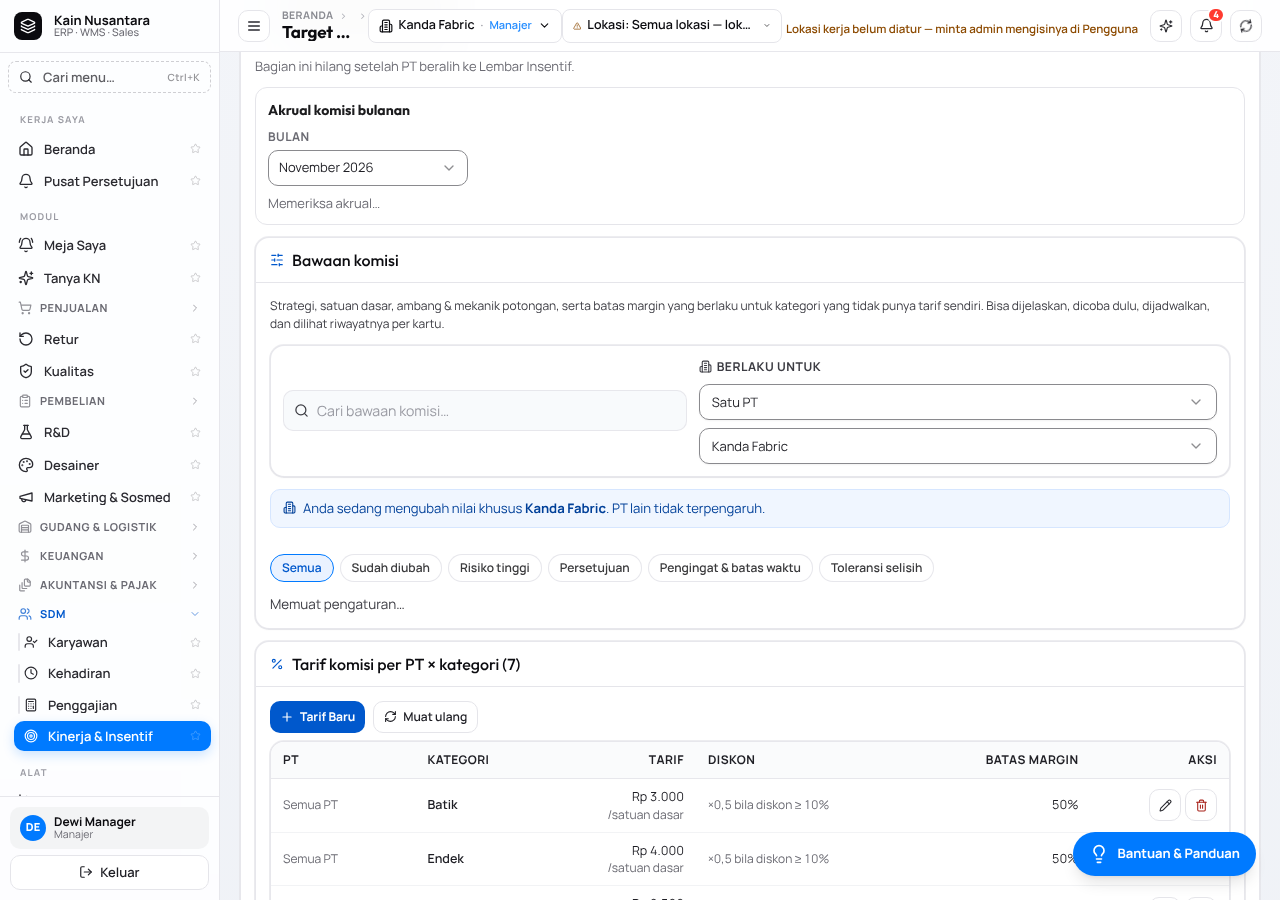 Kain Nusantara
ERP · WMS · Sales
Cari menu...
Ctrl+K
KERJA SAYA
Beranda
Pusat Persetujuan
MODUL
Meja Saya
Tanya KN
PENJUALAN
Retur
Kualitas
PEMBELIAN
R&D
Desainer
Marketing & Sosmed
GUDANG & LOGISTIK
KEUANGAN
AKUNTANSI & PAJAK
SDM
Karyawan
Kehadiran
Penggajian
Kinerja & Insentif
ALAT
DE
Dewi Manager
Manajer
Keluar
BERANDA
Target ...
Kanda Fabric · Manajer
Lokasi: Semua lokasi — lok...
Lokasi kerja belum diatur — minta admin mengisinya di Pengguna
4
Bagian ini hilang setelah PT beralih ke Lembar Insentif.
Akrual komisi bulanan
BULAN
November 2026
Memeriksa akrual...
Bawaan komisi
Strategi, satuan dasar, ambang & mekanik potongan, serta batas margin yang berlaku untuk kategori yang tidak punya tarif sendiri. Bisa dijelaskan, dicoba dulu, dijadwalkan,
dan dilihat riwayatnya per kartu.
Cari bawaan komisi...
BERLAKU UNTUK
Satu PT
Kanda Fabric
Anda sedang mengubah nilai khusus Kanda Fabric. PT lain tidak terpengaruh.
Semua
Sudah diubah
Risiko tinggi
Persetujuan
Pengingat & batas waktu
Toleransi selisih
Memuat pengaturan...
Tarif komisi per PT × kategori (7)
Tarif Baru
Muat ulang
PT KATEGORI TARIF DISKON BATAS MARGIN AKSI
Semua PT Batik Rp 3.000 /satuan dasar ×0,5 bila diskon ≥ 10% 50%
Semua PT Endek Rp 4.000 /satuan dasar ×0,5 bila diskon ≥ 10% 50%
Bantuan & Panduan